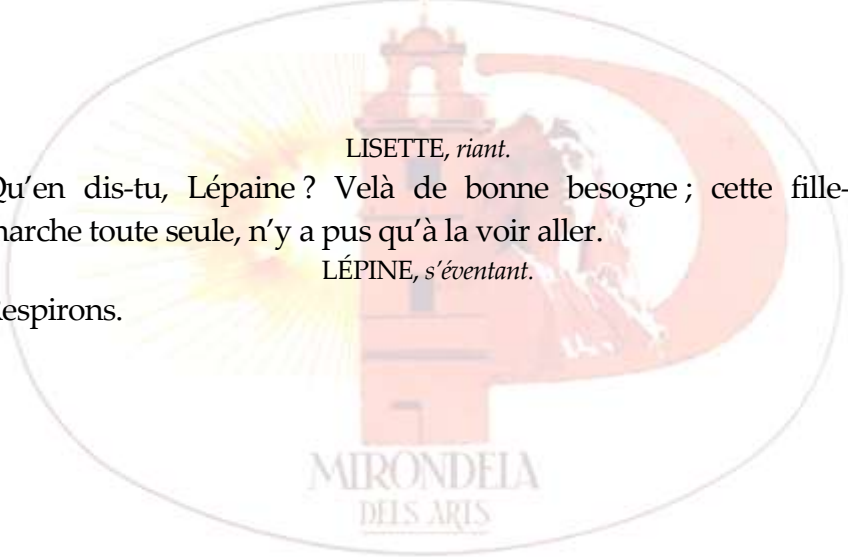 LISETTE, riant.
Qu’en dis-tu, Lépaine ? Velà de bonne besogne ; cette fille-
marche toute seule, n’y a pus qu’à la voir aller.
LÉPINE, s’éventant.
Respirons.
MIRONDELA
DELS ARTS